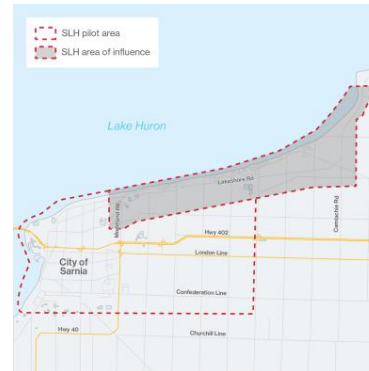 SLH pilot area
SLH area of influence
Lake Huron
Lakeshore Rd
Modeland Rd
Camlachie Rd
Hwy 402
City of
Sarnia
London Line
Confederation Line
Hwy 40
Churchill Line